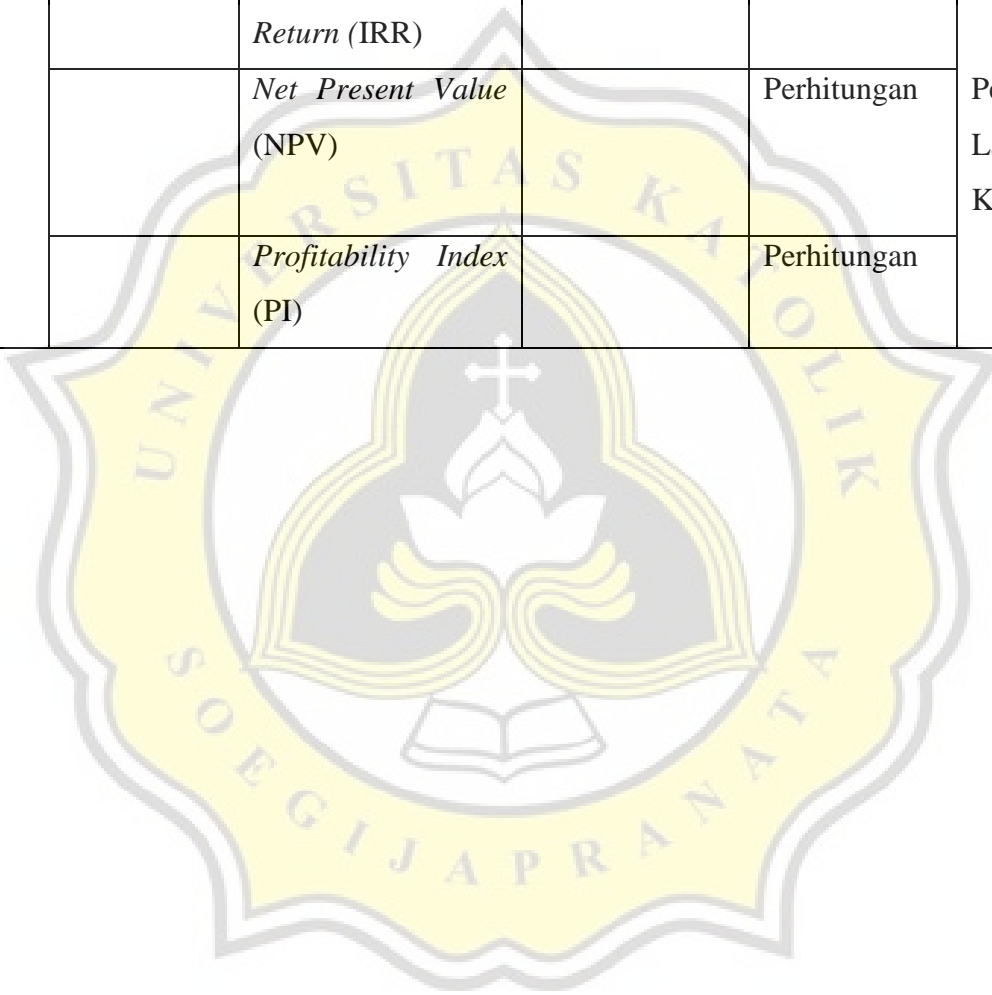 Return (IRR)
Net Present Value Perhitungan
(NPV)
Profitability Index Perhitungan
(PI)
UNIVERSITAS KATOLIK
SOEGIJAPRANATA